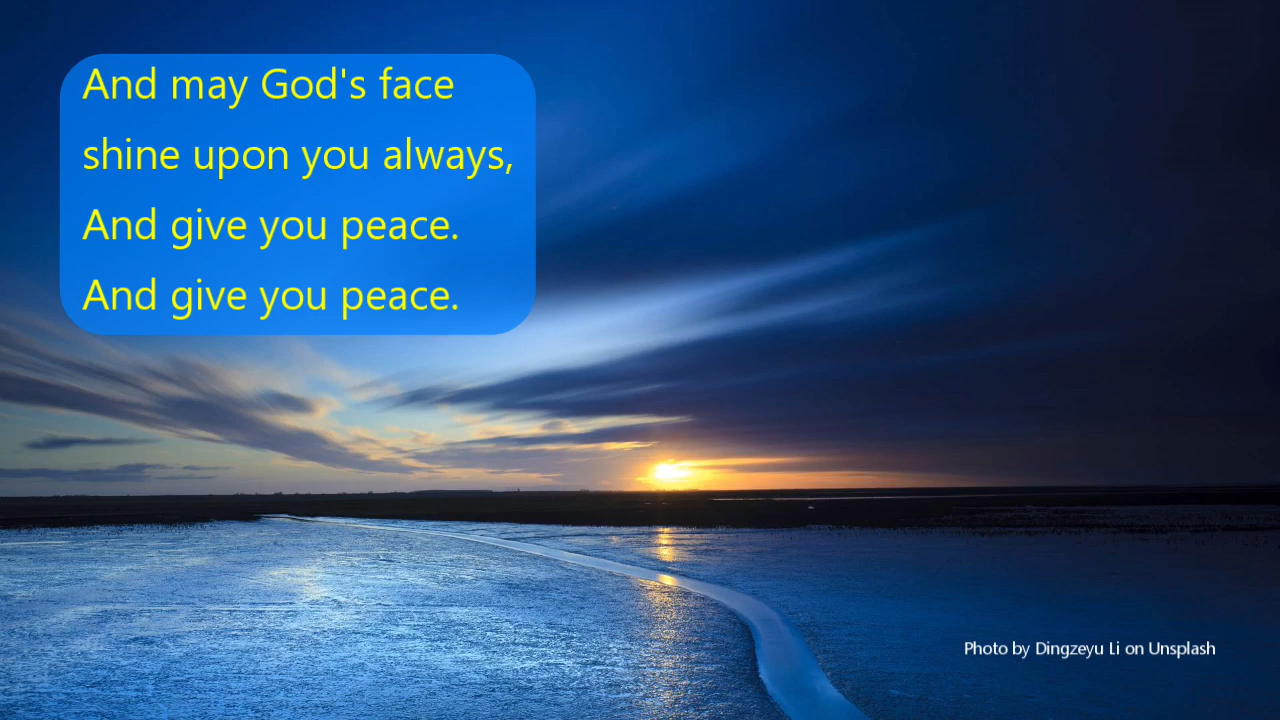 And may God's face
shine upon you always,
And give you peace.
And give you peace.
Photo by Dingzeyu Li on Unsplash